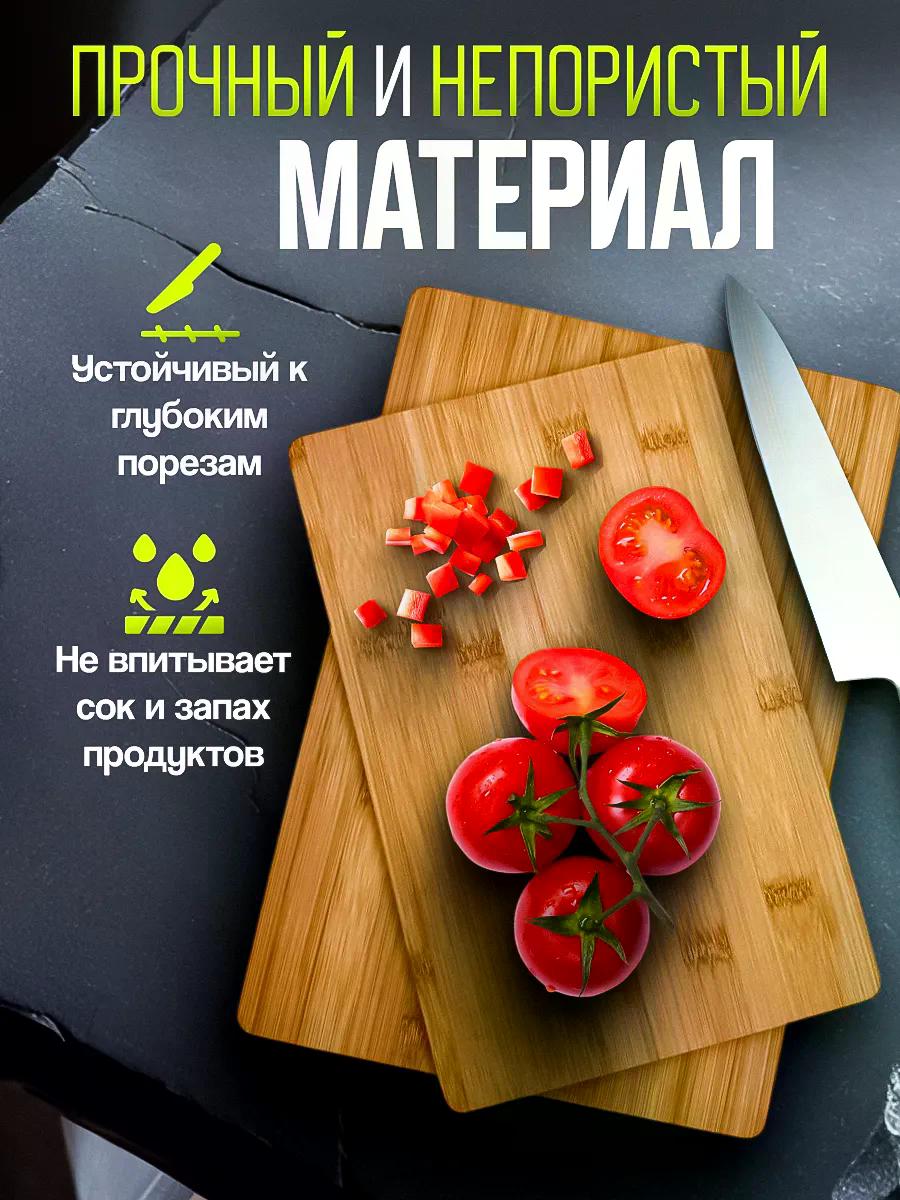 ПРОЧНЫЙ И НЕПОРИСТЫЙ
МАТЕРИАЛ
Устойчивый к
глубоким
порезам
Не впитывает
сок и запах
продуктов